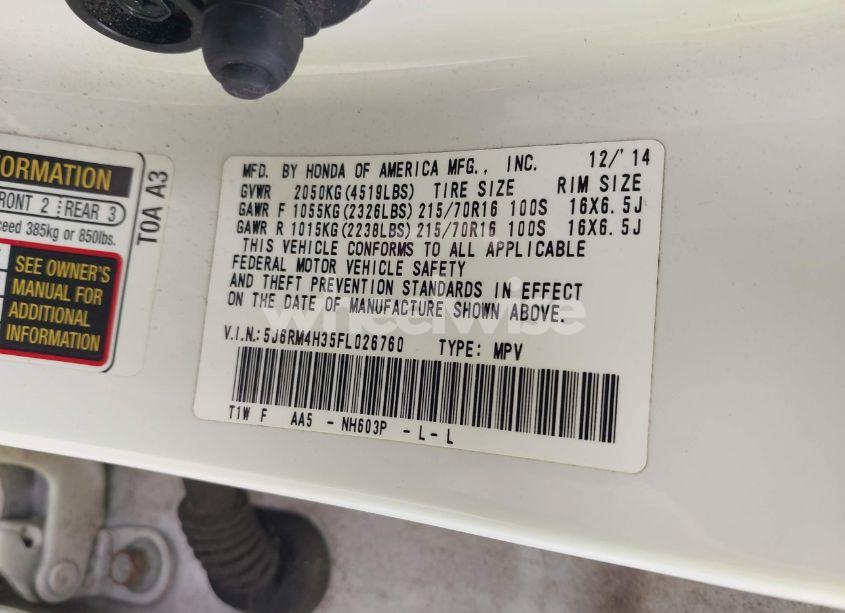 ORMATION
RONT 2 REAR 3
ceed 385kg or 850lbs.
SEE OWNER'S
MANUAL FOR
ADDITIONAL
INFORMATION
TOA A3
MFD. BY HONDA OF AMERICA MFG., INC. 12/'14
GVWR 2050KG(4519LBS) TIRE SIZE RIM SIZE
GAWR F 1055KG(2326LBS) 215/70R16 100S 16X6.5J
GAWR R 1015KG(2238LBS) 215/70R16 100S 16X6.5J
THIS VEHICLE CONFORMS TO ALL APPLICABLE
FEDERAL MOTOR VEHICLE SAFETY
AND THEFT PREVENTION STANDARDS IN EFFECT
ON THE DATE OF MANUFACTURE SHOWN ABOVE.
V.I.N.:5J6RM4H35FL026760 TYPE: MPV
T1W F AA5 - NH603P - L - L
wheelwise